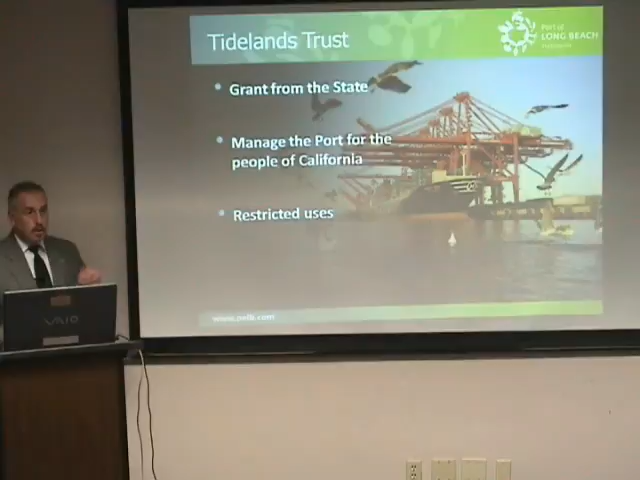 Tidelands Trust
Port of
LONG BEACH
Grant from the State
Manage the Port for the
people of California
Restricted uses
www.polb.com
VAIO